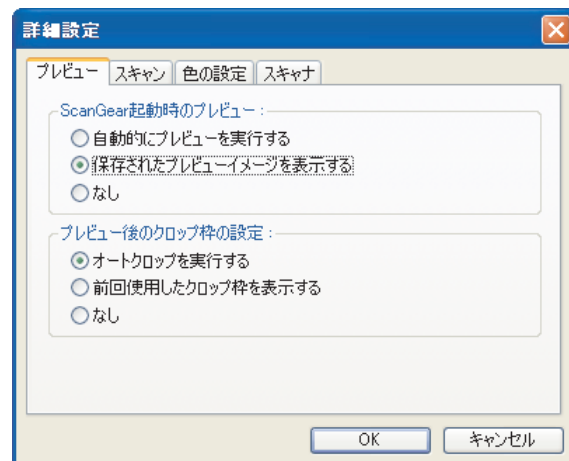 詳細設定
プレビュー スキャン 色の設定 スキャナ
ScanGear起動時のプレビュー：
自動的にプレビューを実行する
保存されたプレビューイメージを表示する
なし
プレビュー後のクロップ枠の設定：
オートクロップを実行する
前回使用したクロップ枠を表示する
なし
OK キャンセル